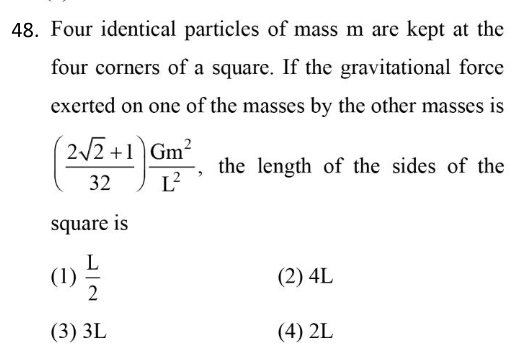 48. Four identical particles of mass m are kept at the
four corners of a square. If the gravitational force
exerted on one of the masses by the other masses is
(2√2+1 / 32) Gm² / L², the length of the sides of the
square is
(1) L/2 (2) 4L
(3) 3L (4) 2L